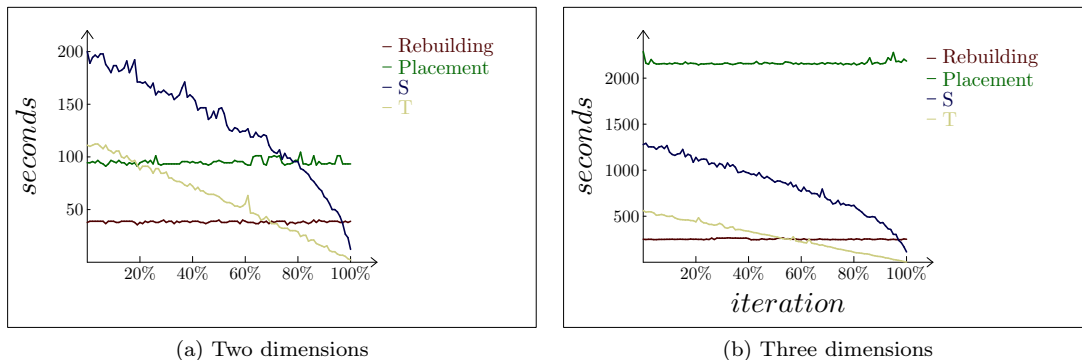 200
150
100
50
seconds
20% 40% 60% 80% 100%
Rebuilding
Placement
S
T
(a) Two dimensions
2000
1000
500
seconds
20% 40% 60% 80% 100%
iteration
Rebuilding
Placement
S
T
(b) Three dimensions